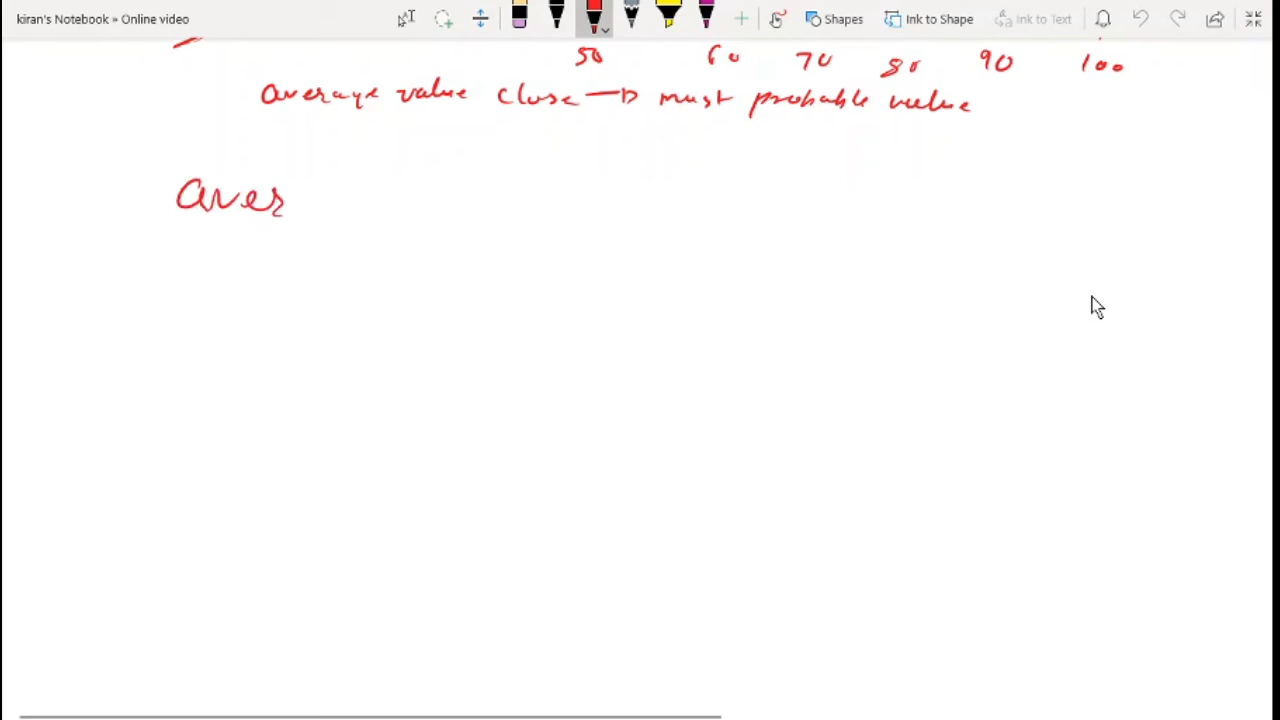 kiran's Notebook » Online video
Shapes
Ink to Shape
Ink to Text
50 60 70 80 90 100
average value close → must probable value
aver